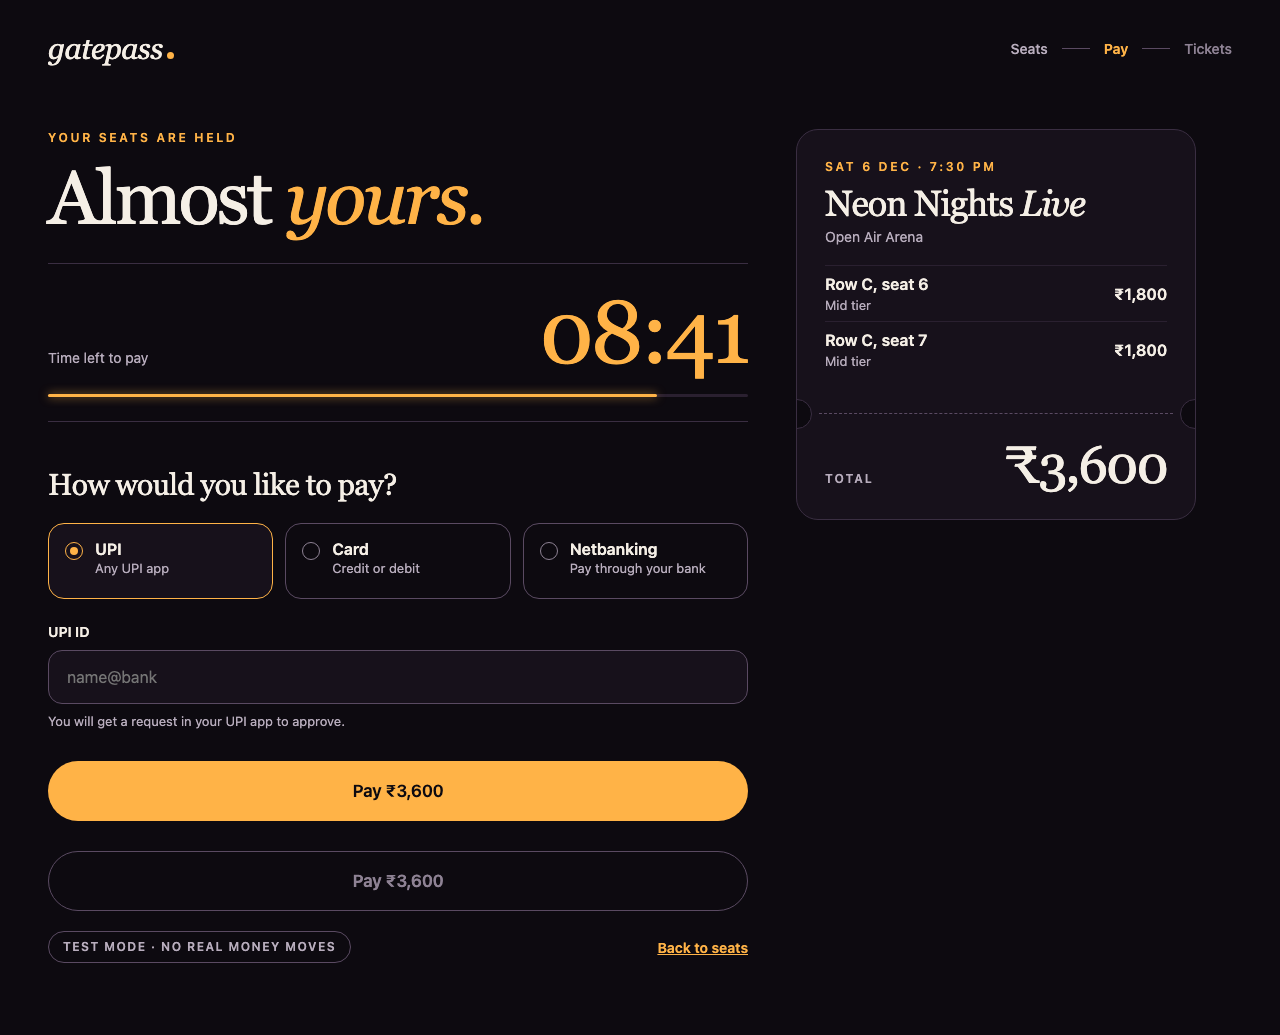 gatepass.
Seats
Pay
Tickets
YOUR SEATS ARE HELD
Almost yours.
Time left to pay
08:41
How would you like to pay?
UPI
Any UPI app
Card
Credit or debit
Netbanking
Pay through your bank
UPI ID
name@bank
You will get a request in your UPI app to approve.
Pay ₹3,600
Pay ₹3,600
TEST MODE · NO REAL MONEY MOVES
Back to seats
SAT 6 DEC · 7:30 PM
Neon Nights Live
Open Air Arena
Row C, seat 6
Mid tier
₹1,800
Row C, seat 7
Mid tier
₹1,800
TOTAL
₹3,600